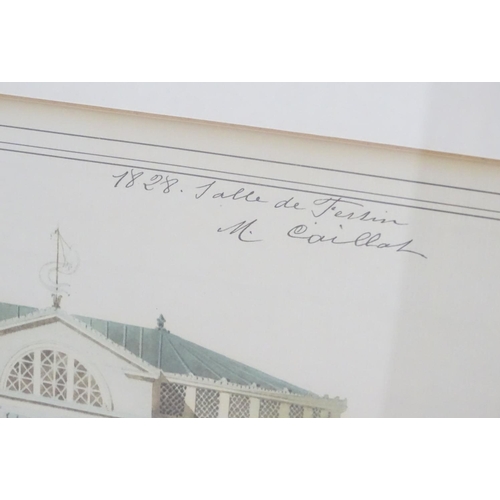 1828. Salle de Festin
M. Caillat